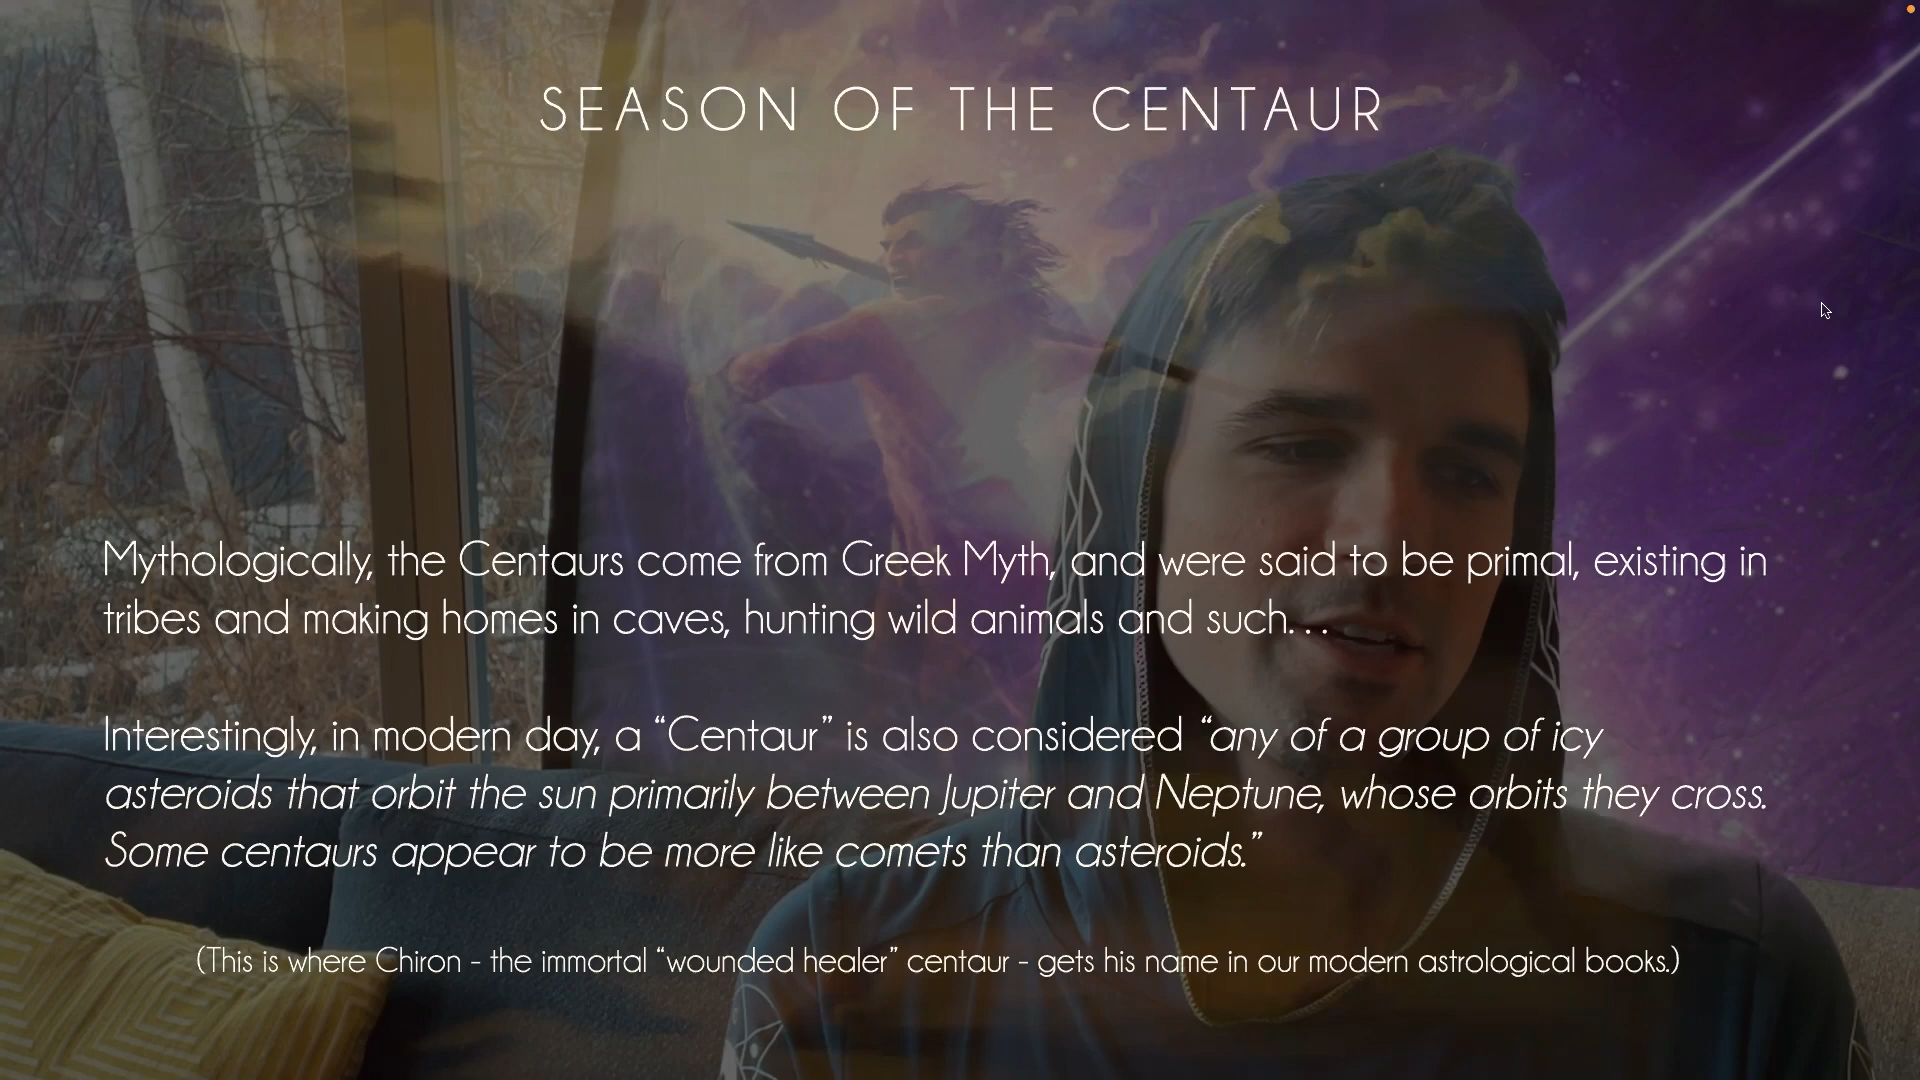 SEASON OF THE CENTAUR
Mythologically, the Centaurs come from Greek Myth, and were said to be primal, existing in
tribes and making homes in caves, hunting wild animals and such…
Interestingly, in modern day, a “Centaur” is also considered “any of a group of icy
asteroids that orbit the sun primarily between Jupiter and Neptune, whose orbits they cross.
Some centaurs appear to be more like comets than asteroids.”
(This is where Chiron - the immortal “wounded healer” centaur - gets his name in our modern astrological books.)